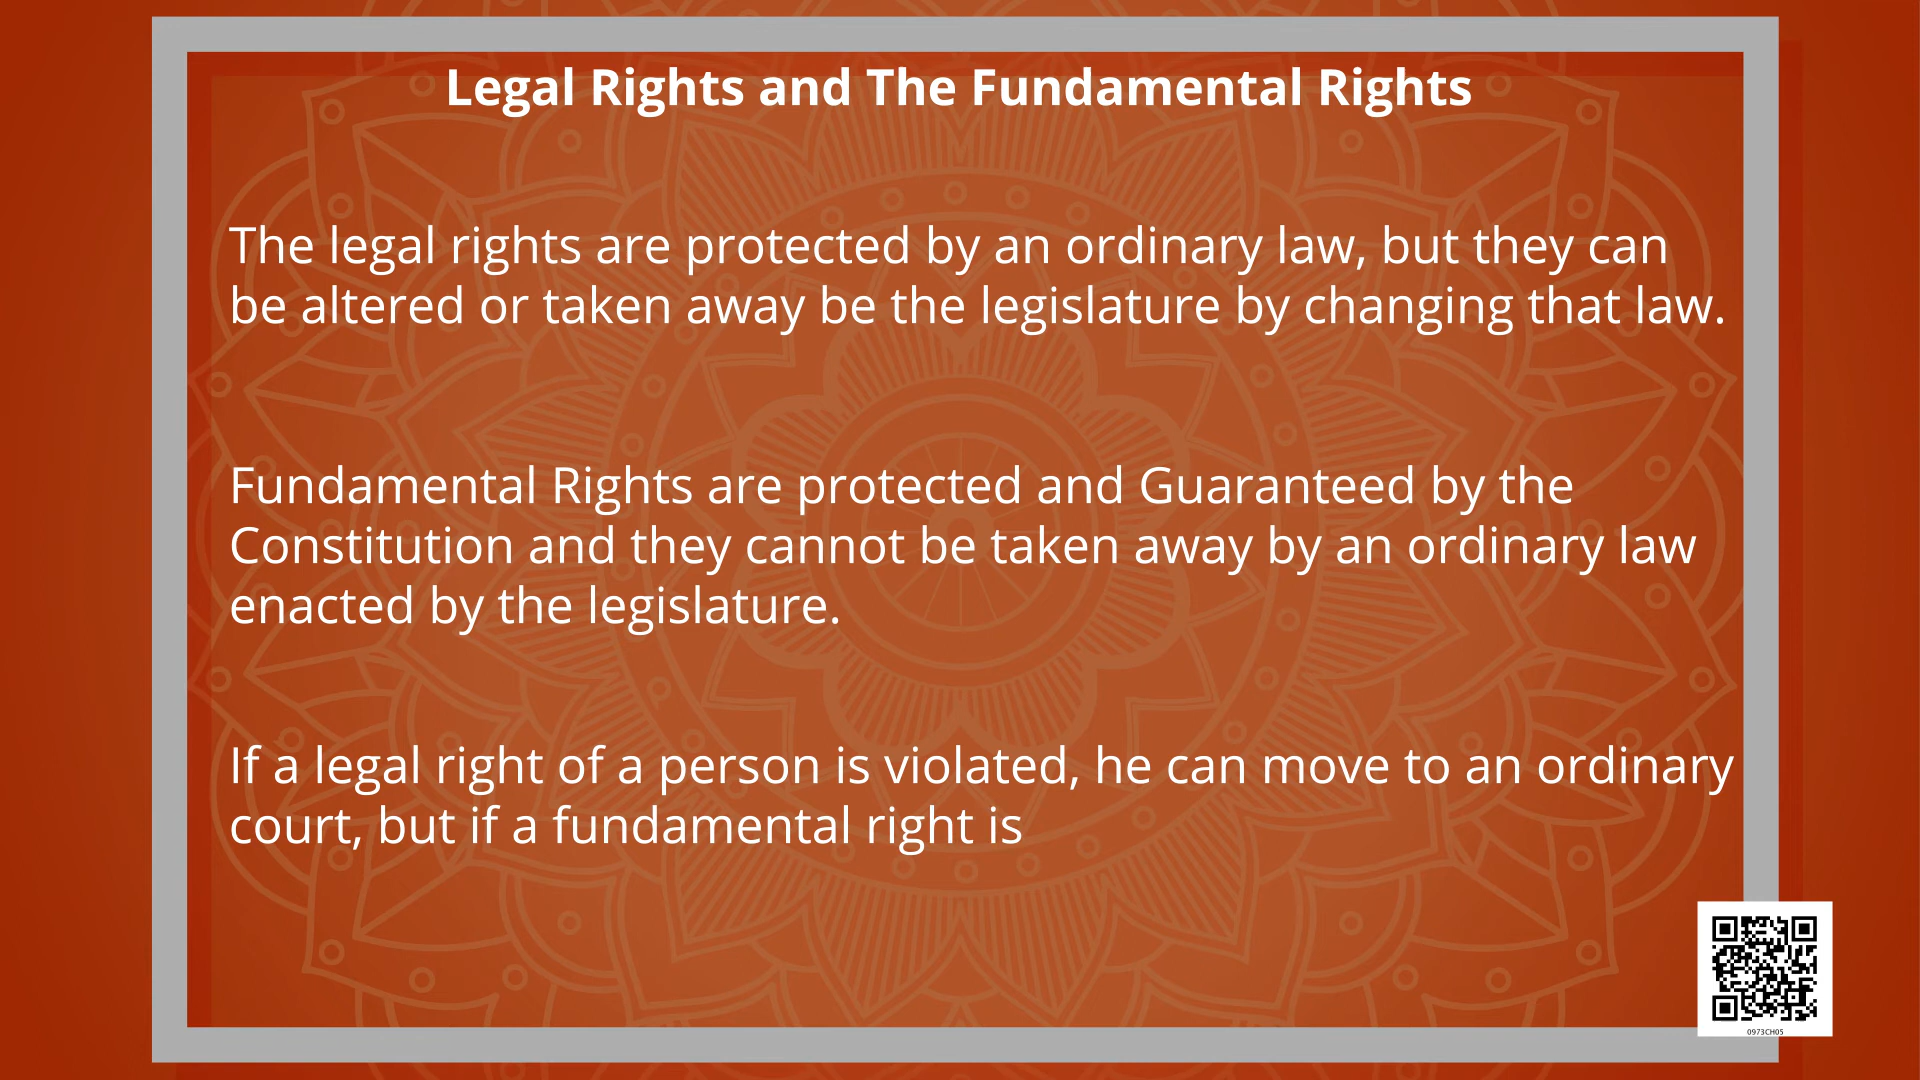 Legal Rights and The Fundamental Rights
The legal rights are protected by an ordinary law, but they can
be altered or taken away be the legislature by changing that law.
Fundamental Rights are protected and Guaranteed by the
Constitution and they cannot be taken away by an ordinary law
enacted by the legislature.
If a legal right of a person is violated, he can move to an ordinary
court, but if a fundamental right is
0973CH05